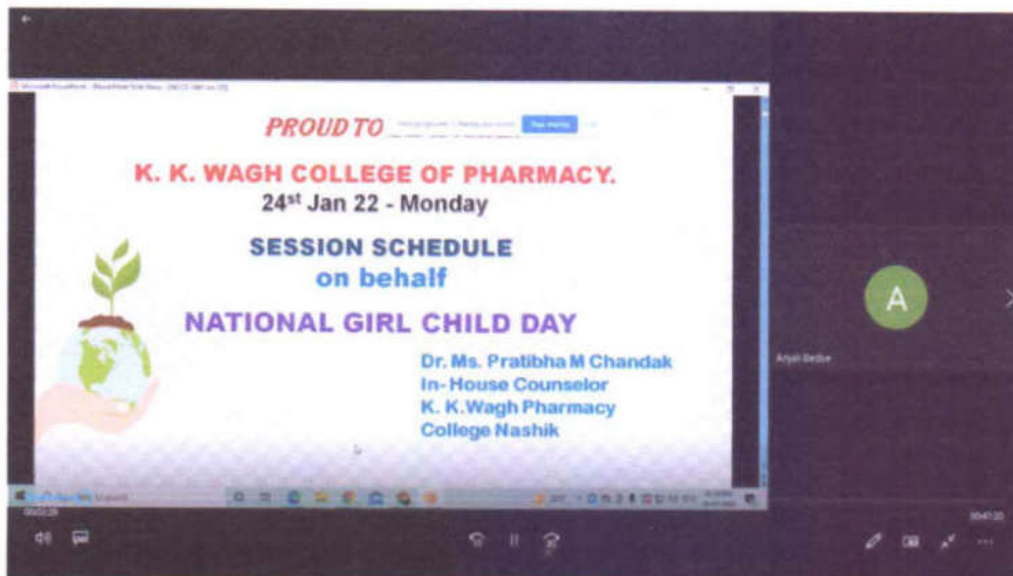 PROUD TO
K. K. WAGH COLLEGE OF PHARMACY.
24st Jan 22 - Monday
SESSION SCHEDULE
on behalf
NATIONAL GIRL CHILD DAY
Dr. Ms. Pratibha M Chandak
In-House Counselor
K. K.Wagh Pharmacy
College Nashik
A